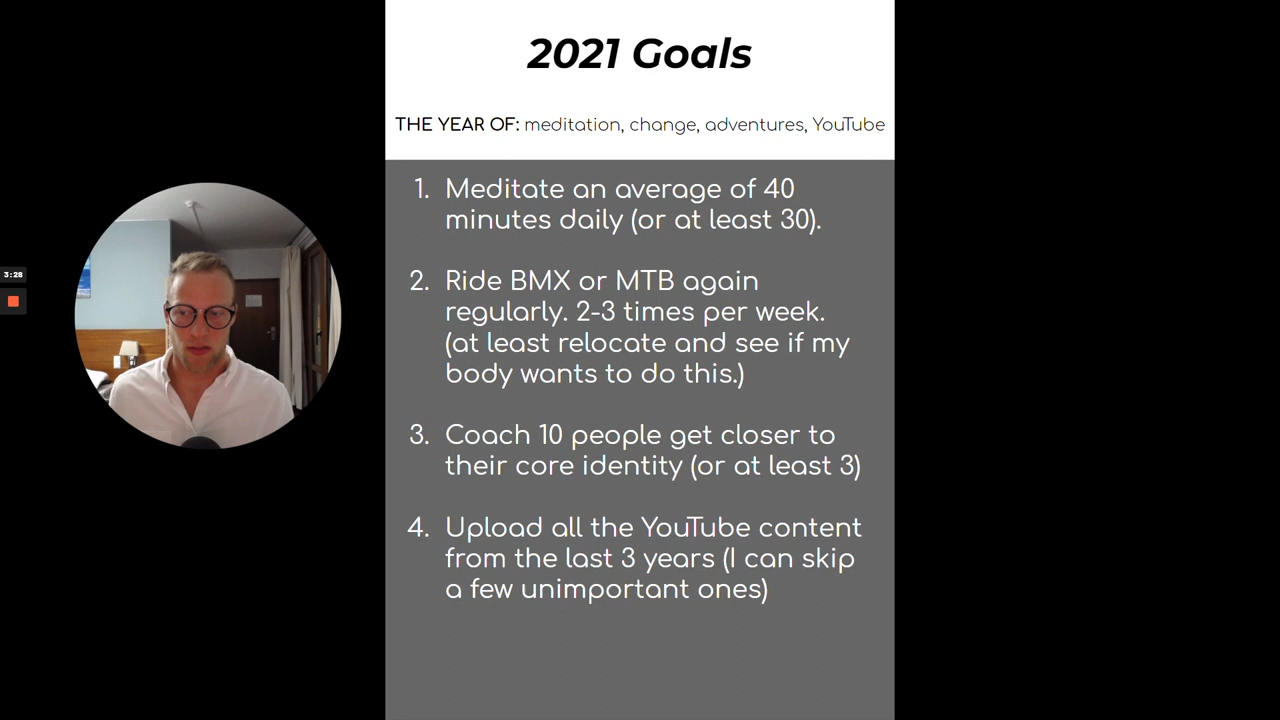 2021 Goals
THE YEAR OF: meditation, change, adventures, YouTube
1. Meditate an average of 40
minutes daily (or at least 30).
2. Ride BMX or MTB again
regularly. 2-3 times per week.
(at least relocate and see if my
body wants to do this.)
3. Coach 10 people get closer to
their core identity (or at least 3)
4. Upload all the YouTube content
from the last 3 years (I can skip
a few unimportant ones)
3:28